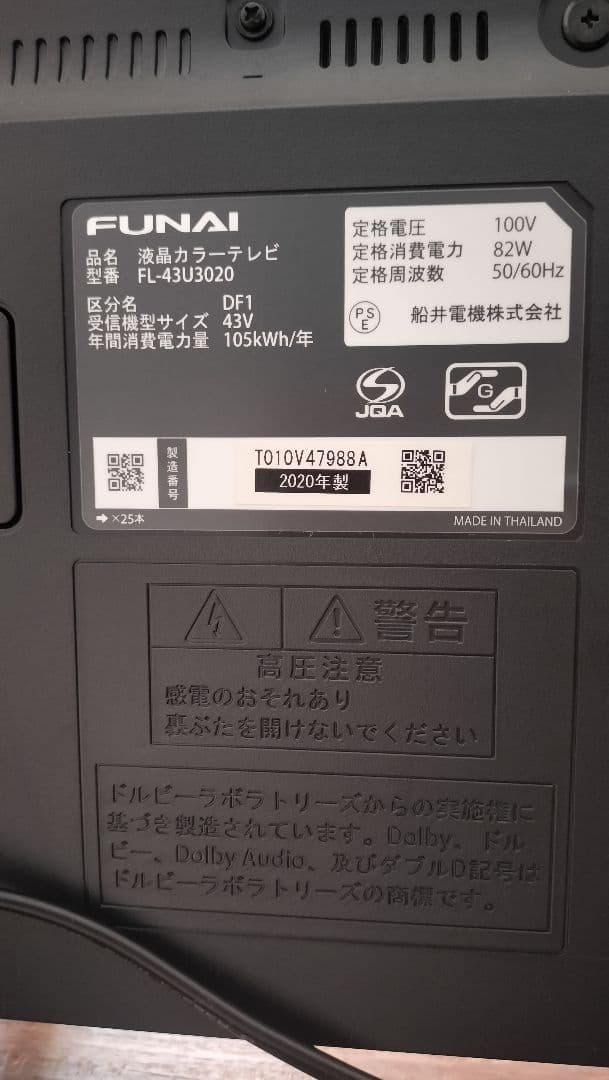 FUNAI
品名 液晶カラーテレビ
型番 FL-43U3020
区分名 DF1
受信機型サイズ 43V
年間消費電力量 105kWh/年
定格電圧 100V
定格消費電力 82W
定格周波数 50/60Hz
PSE 船井電機株式会社
JQA
G
製造番号
T010V47988A
2020年製
➡ ×25本
MADE IN THAILAND
警告
高圧注意
感電のおそれあり
裏ぶたを開けないでください
ドルビーラボラトリーズからの実施権に
基づき製造されています。Dolby、ドル
ビー、Dolby Audio、及びダブルD記号は
ドルビーラボラトリーズの商標です。